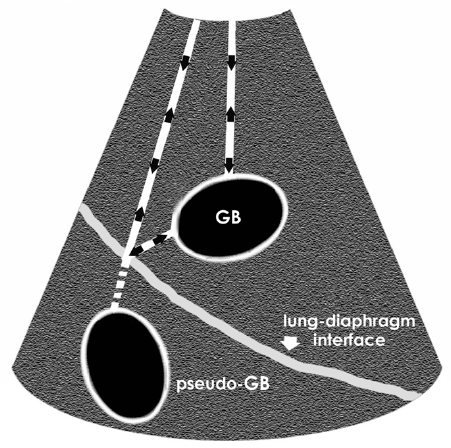 GB
lung-diaphragm
interface
pseudo-GB